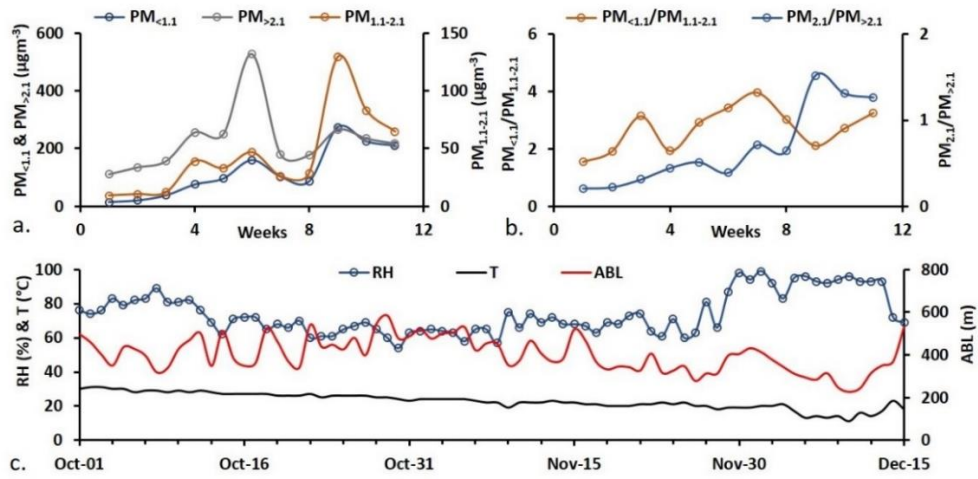 PM<1.1 PM>2.1 PM1.1-2.1
PM<1.1/PM1.1-2.1 PM2.1/PM>2.1
600 150 6 2
400 100 4
200 50 2 1
0 0 0 0
PM<1.1 & PM>2.1 (µgm-3)
PM1.1-2.1 (µgm-3)
PM<1.1/PM1.1-2.1
PM2.1/PM>2.1
0 4 8 12
Weeks
a.
0 4 8 12
Weeks
b.
RH T ABL
100 800
80 600
60
40 400
20 200
0 0
RH (%) & T (°C)
ABL (m)
c.
Oct-01 Oct-16 Oct-31 Nov-15 Nov-30 Dec-15